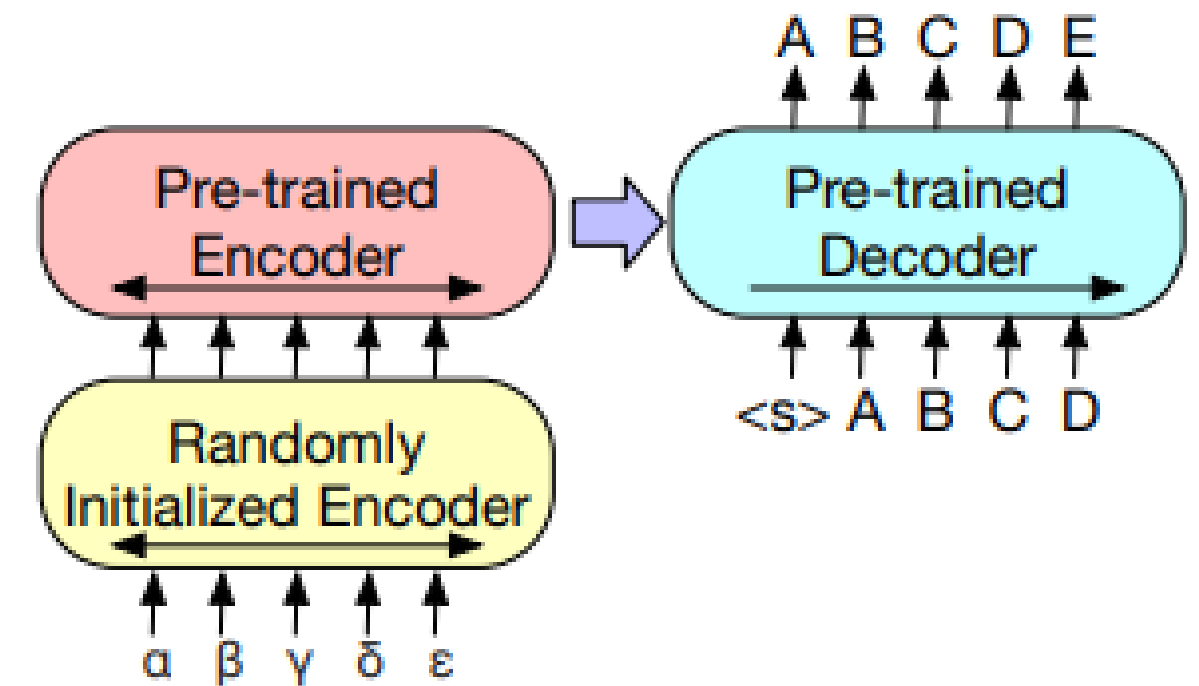 A B C D E
Pre-trained
Encoder
Pre-trained
Decoder
<s> A B C D
Randomly
Initialized Encoder
α β γ δ ε